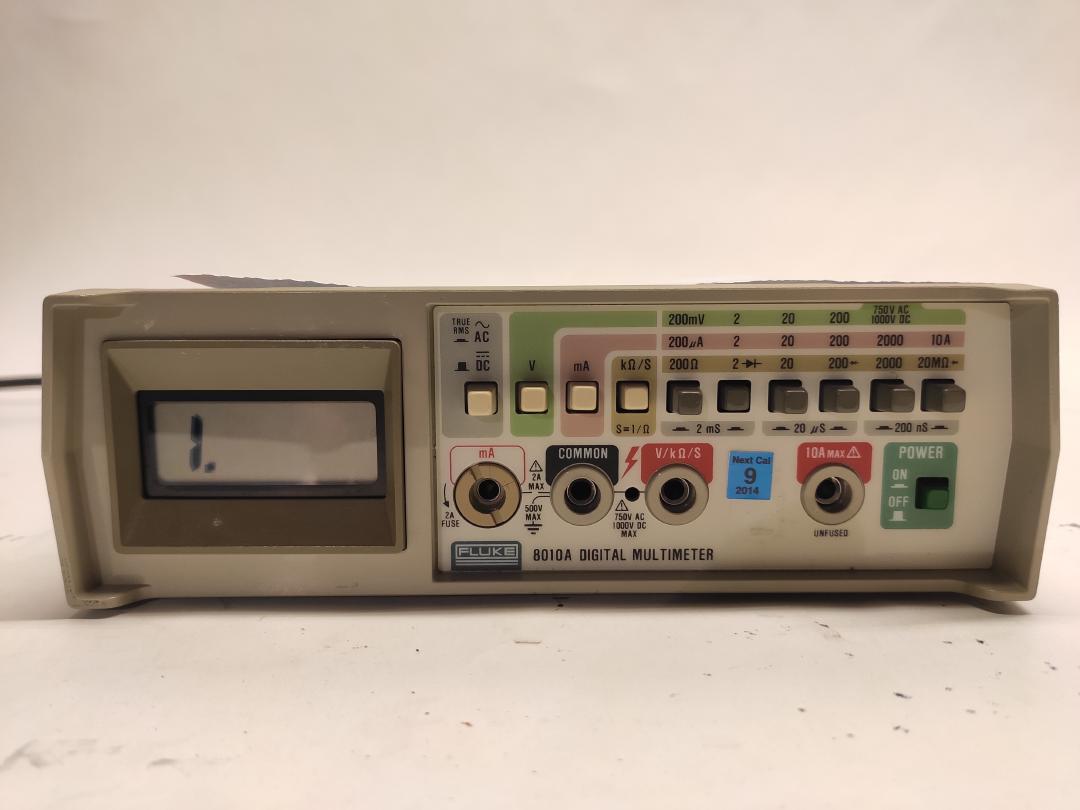 1.
TRUE RMS AC
DC
V
mA
kΩ/S
S=1/Ω
200mV 2 20 200 750V AC 1000V DC
200µA 2 20 200 2000 10A
200Ω 2 20 200 2000 20MΩ
2 mS 20 µS 200 nS
mA
2A FUSE
⚠ 2A MAX
500V MAX
COMMON
⚠ 750V AC 1000V DC MAX
V/kΩ/S
Next Cal
9
2014
10A MAX ⚠
UNFUSED
POWER
ON
OFF
FLUKE 8010A DIGITAL MULTIMETER